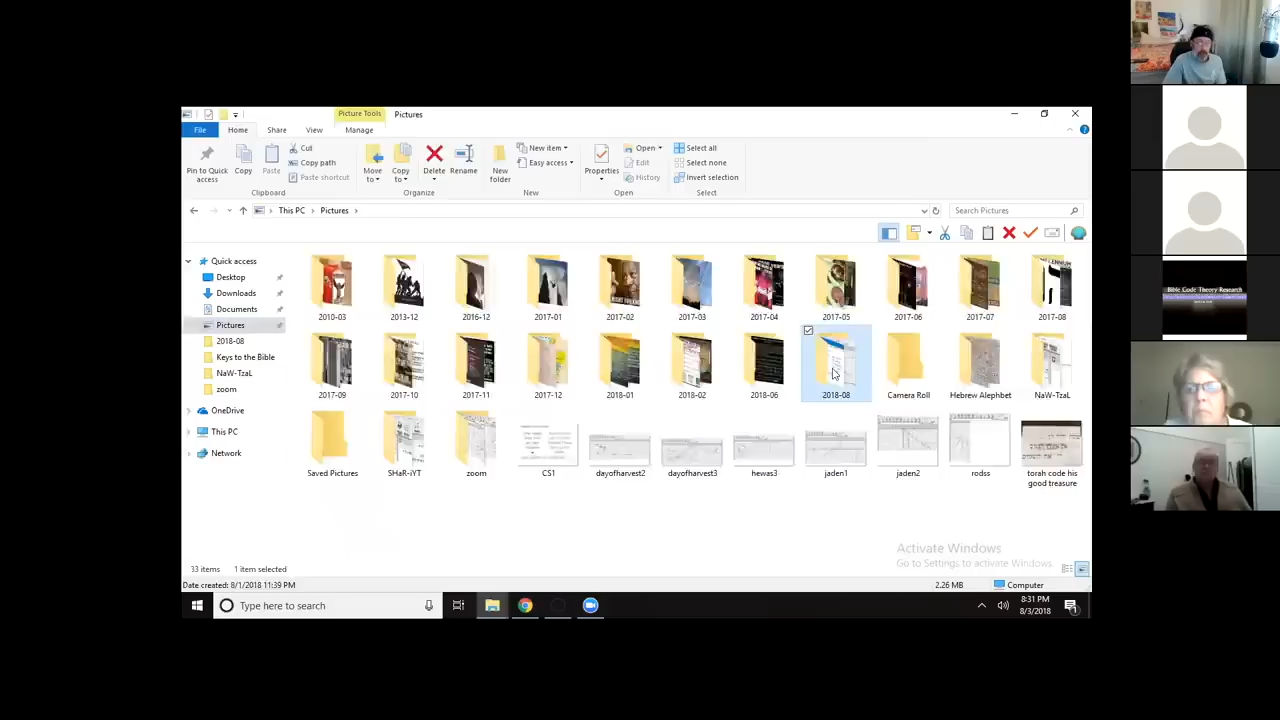 Picture Tools Pictures
File Home Share View Manage
Pin to Quick access
Copy
Paste
Cut
Copy path
Paste shortcut
Clipboard
Move to
Copy to
Delete
Rename
Organize
New folder
New item
Easy access
New
Properties
Open
Edit
History
Open
Select all
Select none
Invert selection
Select
This PC Pictures Search Pictures
Quick access
Desktop
Downloads
Documents
Pictures
2018-08
Keys to the Bible
NaW-TzaL
zoom
OneDrive
This PC
Network
2010-03 2013-12 2016-12 2017-01 2017-02 2017-03 2017-04 2017-05 2017-06 2017-07 2017-08
2017-09 2017-10 2017-11 2017-12 2018-01 2018-02 2018-06 2018-08 Camera Roll Hebrew Alephbet NaW-TzaL
Saved Pictures SHaR-iYT zoom CS1 dayofharvest2 dayofharvest3 hewas3 jaden1 jaden2 rodss torah code his good treasure
Activate Windows
Go to Settings to activate Windows.
33 items 1 item selected
Date created: 8/1/2018 11:39 PM 2.26 MB Computer
Type here to search
8:31 PM
8/3/2018
Bible Code Theory Research